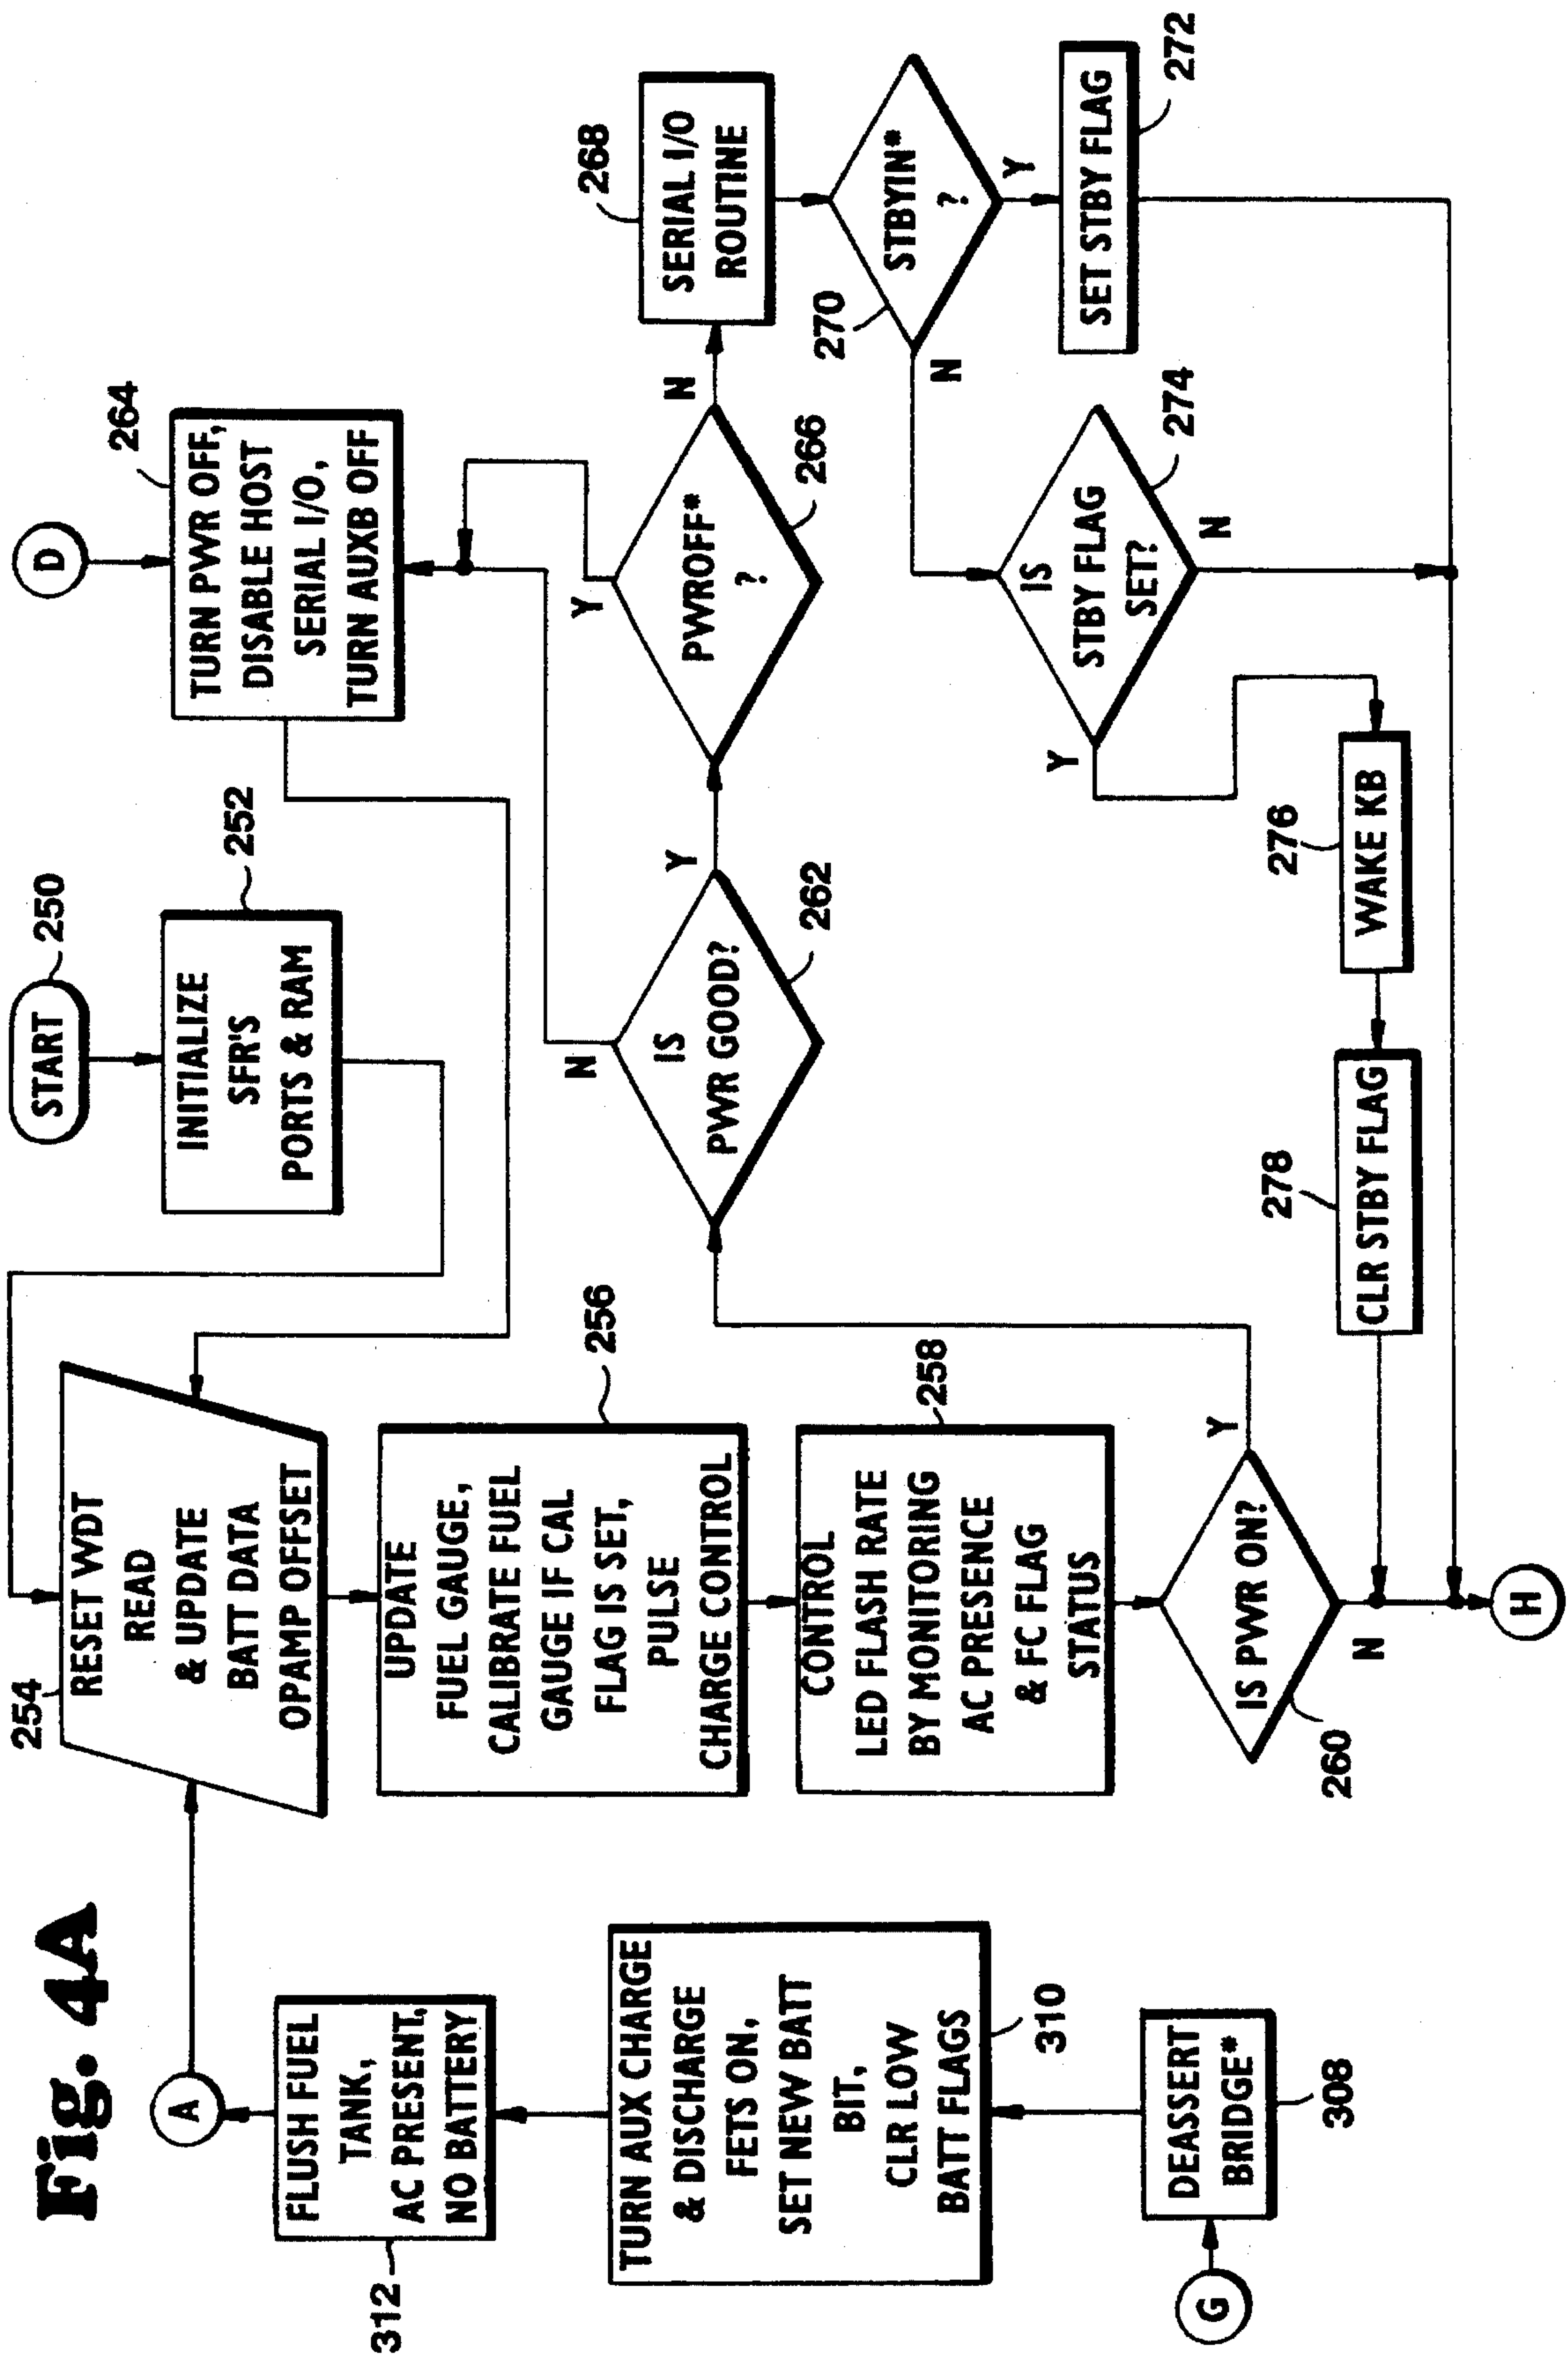 Fig. 4A
START
250
INITIALIZE
SFR'S
PORTS & RAM
252
D
TURN PWR OFF,
DISABLE HOST
SERIAL I/O,
TURN AUXB OFF
264
A
254
RESET WDT
READ
& UPDATE
BATT DATA
OPAMP OFFSET
UPDATE
FUEL GAUGE,
CALIBRATE FUEL
GAUGE IF CAL
FLAG IS SET,
PULSE
CHARGE CONTROL
256
CONTROL
LED FLASH RATE
BY MONITORING
AC PRESENCE
& FC FLAG
STATUS
258
IS PWR ON?
260
Y
N
H
IS
PWR GOOD?
262
N
Y
PWROFF*
?
266
Y
N
SERIAL I/O
ROUTINE
268
STBYIN*
?
270
N
Y
SET STBY FLAG
272
IS
STBY FLAG
SET?
274
Y
N
WAKE KB
276
CLR STBY FLAG
278
FLUSH FUEL
TANK,
AC PRESENT,
NO BATTERY
312
TURN AUX CHARGE
& DISCHARGE
FETS ON,
SET NEW BATT
BIT,
CLR LOW
BATT FLAGS
310
DEASSERT
BRIDGE*
308
G